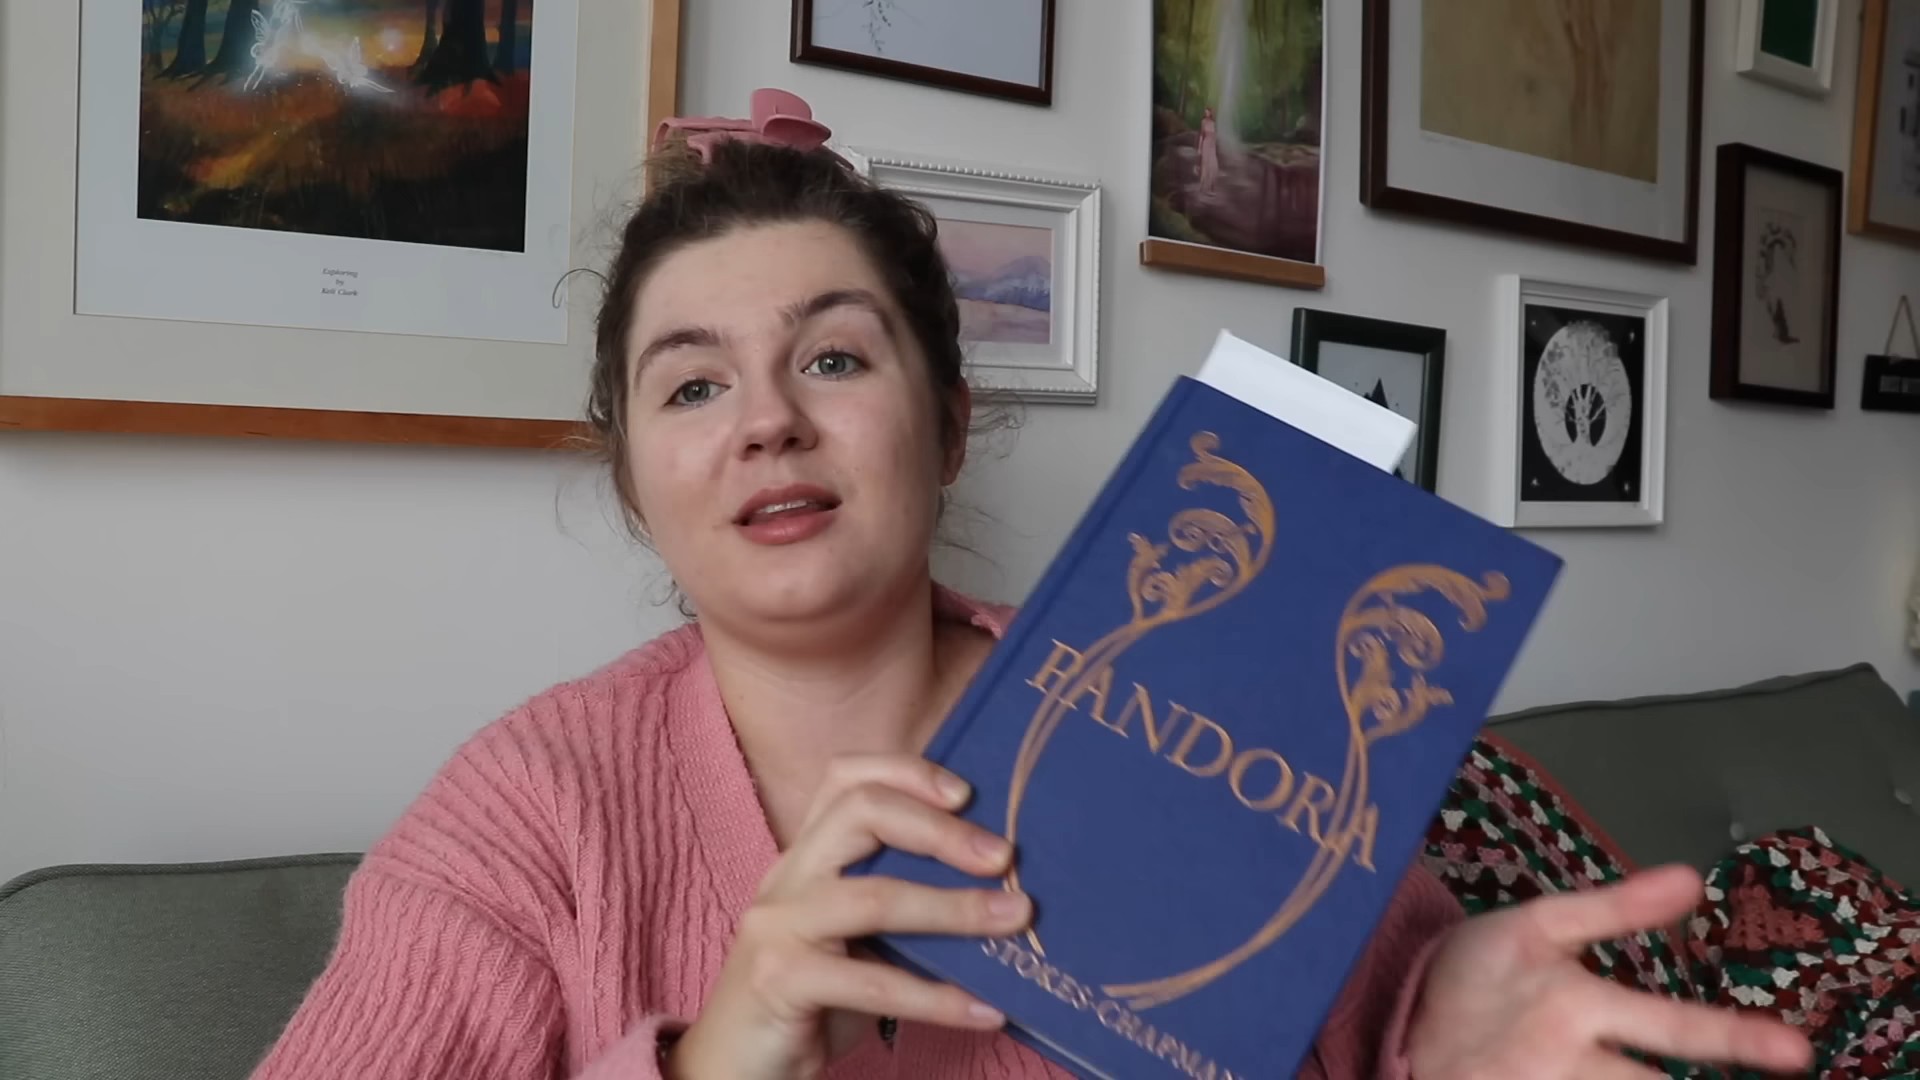 Exploring
by
Keli Clark
PANDORA
STOKES-CHAPMAN